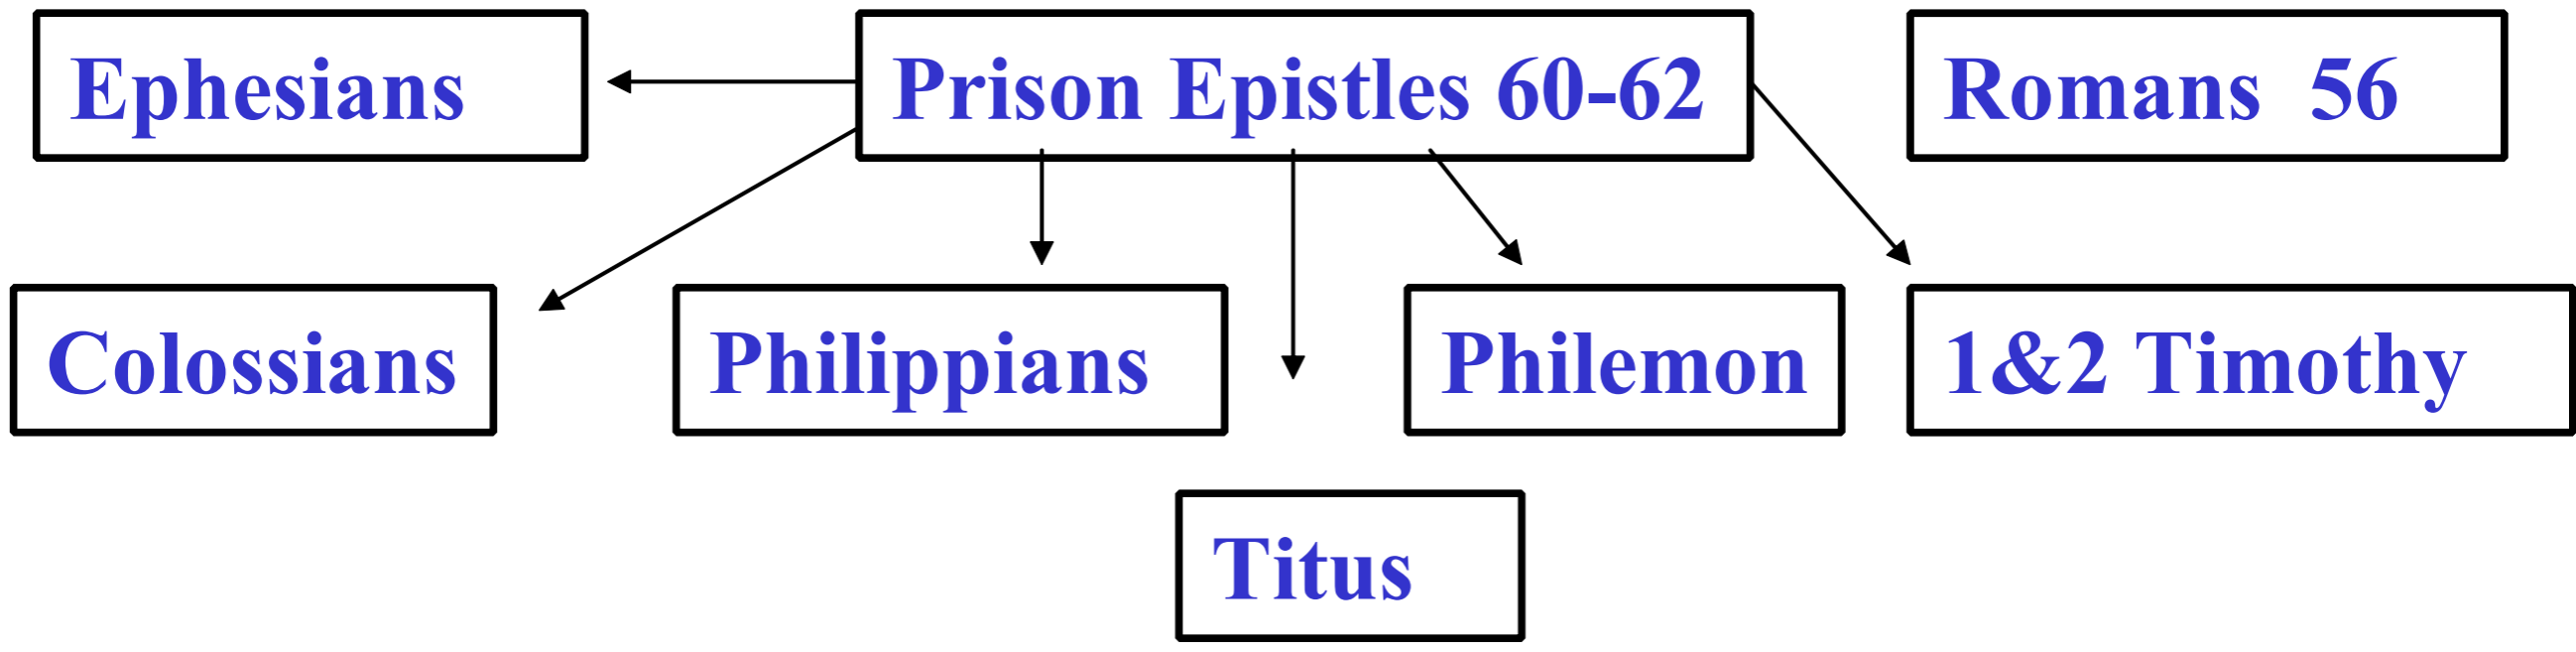 Ephesians
Prison Epistles 60-62
Romans 56
Colossians
Philippians
Philemon
1&2 Timothy
Titus